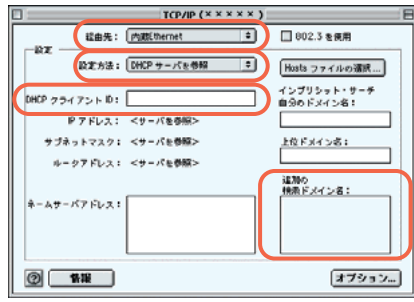 TCP/IP (×××××)
経由先： 内蔵Ethernet
802.3 を使用
設定
設定方法： DHCP サーバを参照
Hosts ファイルの選択...
DHCP クライアント ID：
インプリシット・サーチ
自分のドメイン名：
IP アドレス： <サーバを参照>
サブネットマスク： <サーバを参照>
上位ドメイン名：
ルータアドレス： <サーバを参照>
追加の
検索ドメイン名：
ネームサーバアドレス：
? 情報
オプション...